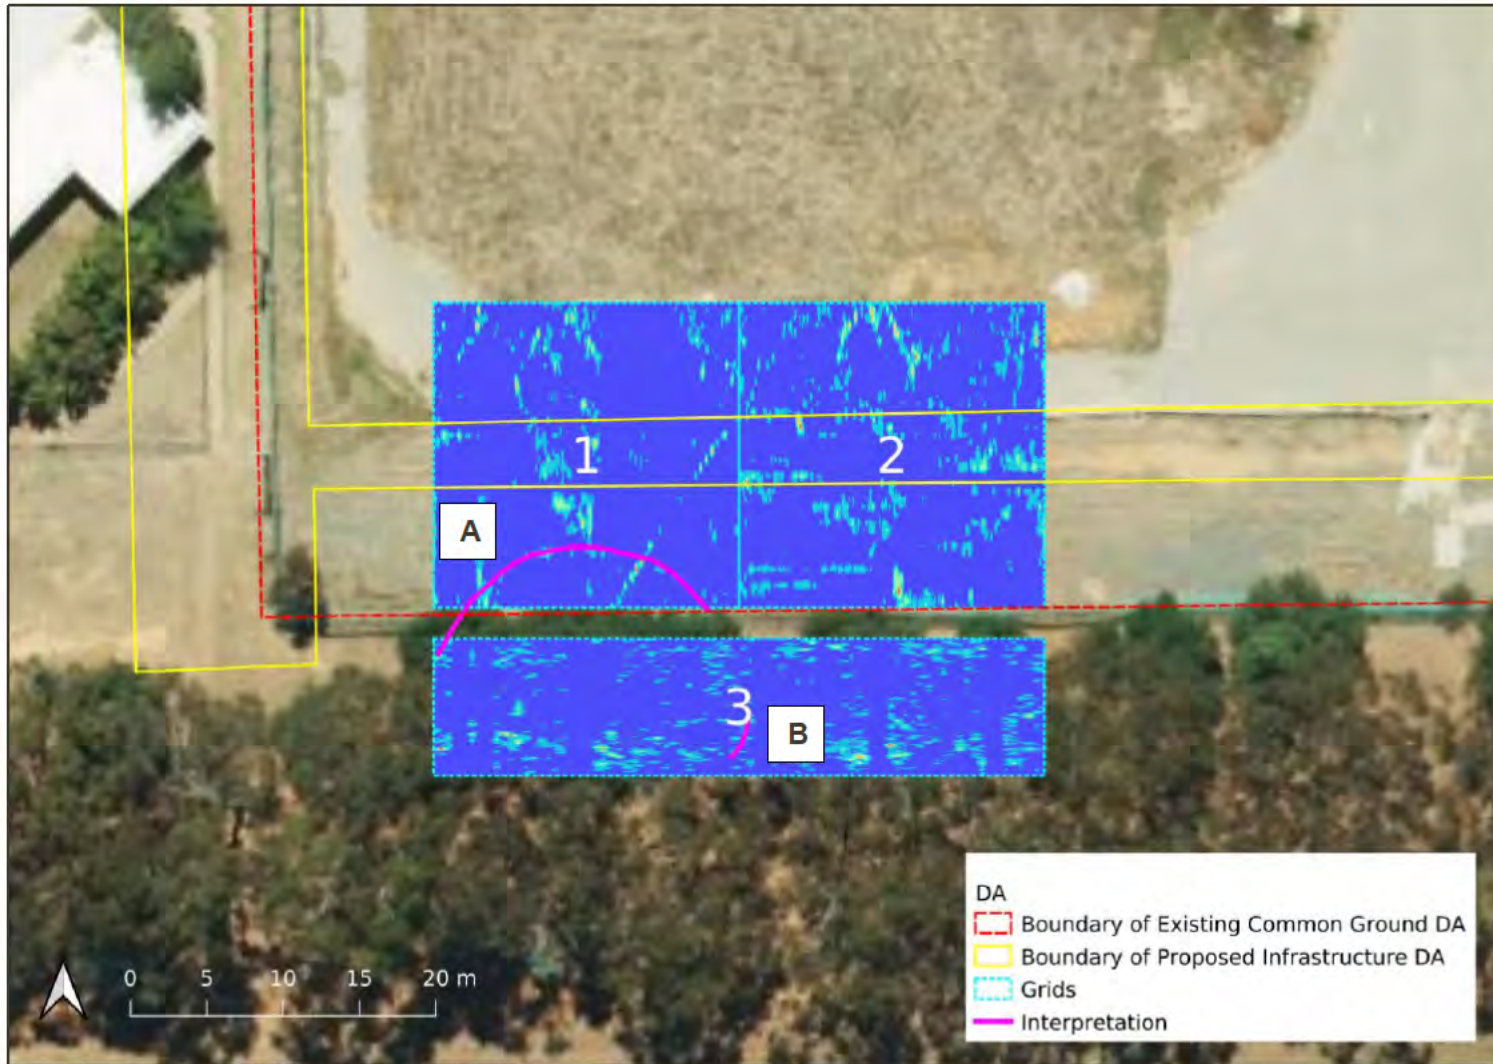 1
2
A
3
B
DA
Boundary of Existing Common Ground DA
Boundary of Proposed Infrastructure DA
Grids
Interpretation
0 5 10 15 20 m